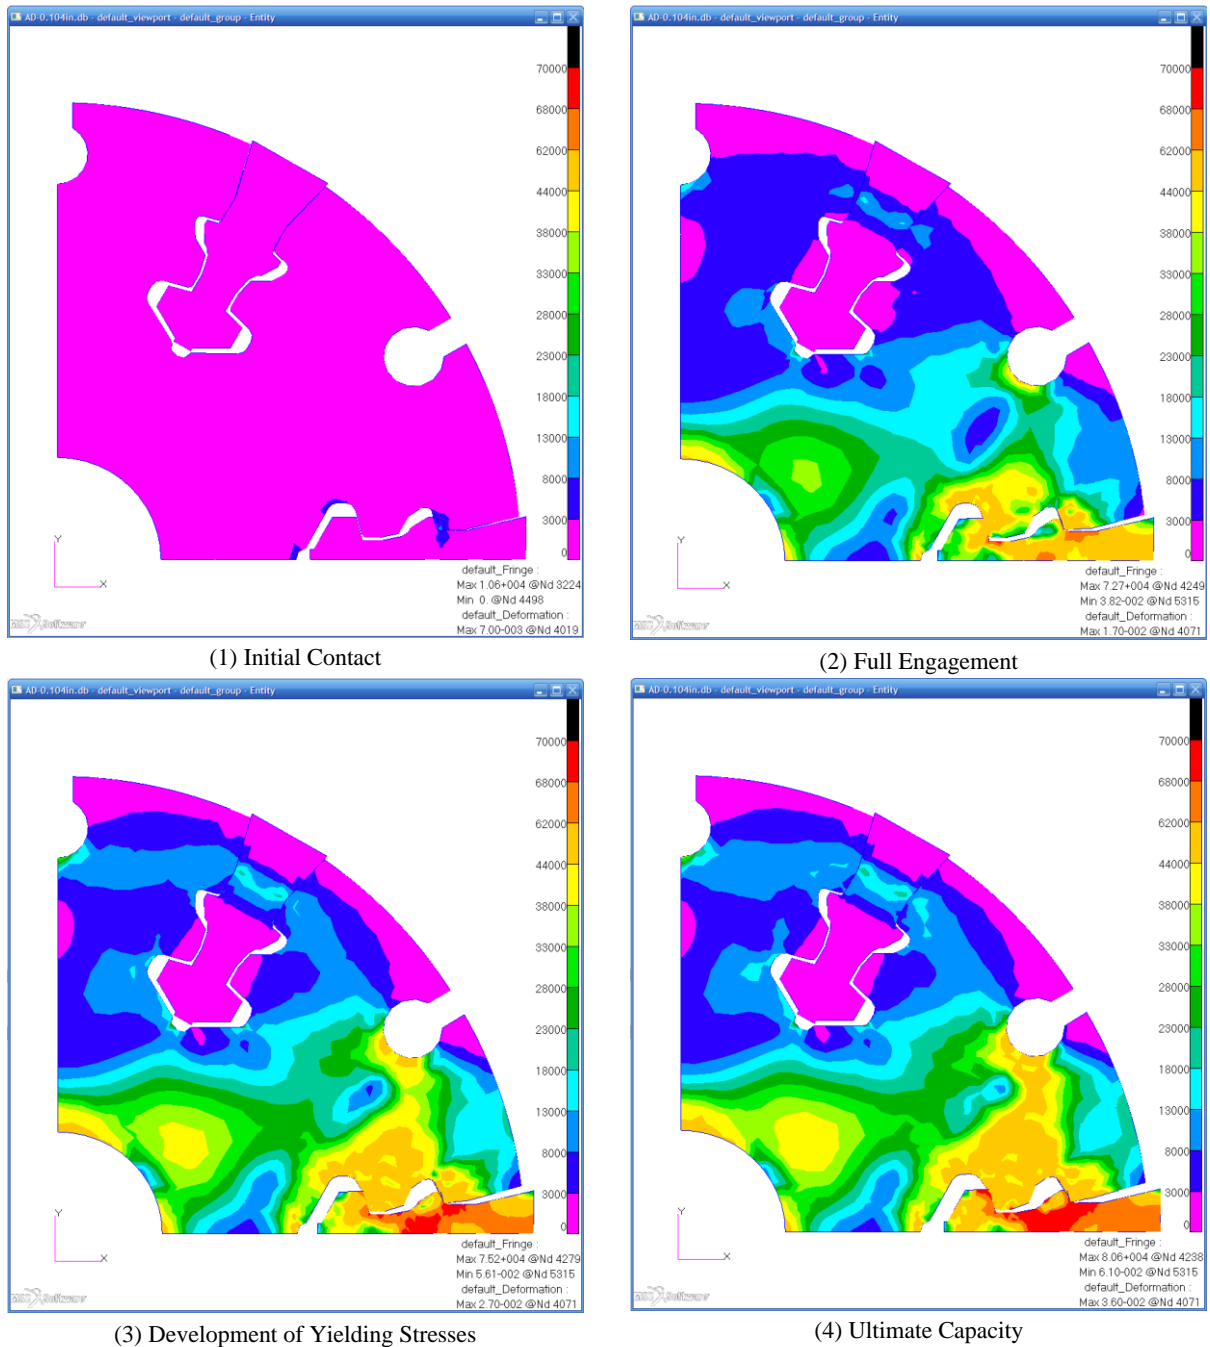 AD-0.104in.db - default_viewport - default_group - Entity
70000
68000
62000
44000
38000
33000
28000
23000
18000
13000
8000
3000
0
Y
X
default_Fringe :
Max 1.06+004 @Nd 3224
Min 0. @Nd 4498
default_Deformation :
Max 7.00-003 @Nd 4019
(1) Initial Contact
AD-0.104in.db - default_viewport - default_group - Entity
70000
68000
62000
44000
38000
33000
28000
23000
18000
13000
8000
3000
0
Y
X
default_Fringe :
Max 7.27+004 @Nd 4249
Min 3.82-002 @Nd 5315
default_Deformation :
Max 1.70-002 @Nd 4071
(2) Full Engagement
AD-0.104in.db - default_viewport - default_group - Entity
70000
68000
62000
44000
38000
33000
28000
23000
18000
13000
8000
3000
0
Y
X
default_Fringe :
Max 7.52+004 @Nd 4279
Min 5.61-002 @Nd 5315
default_Deformation :
Max 2.70-002 @Nd 4071
(3) Development of Yielding Stresses
AD-0.104in.db - default_viewport - default_group - Entity
70000
68000
62000
44000
38000
33000
28000
23000
18000
13000
8000
3000
0
Y
X
default_Fringe :
Max 8.06+004 @Nd 4238
Min 6.10-002 @Nd 5315
default_Deformation :
Max 3.60-002 @Nd 4071
(4) Ultimate Capacity